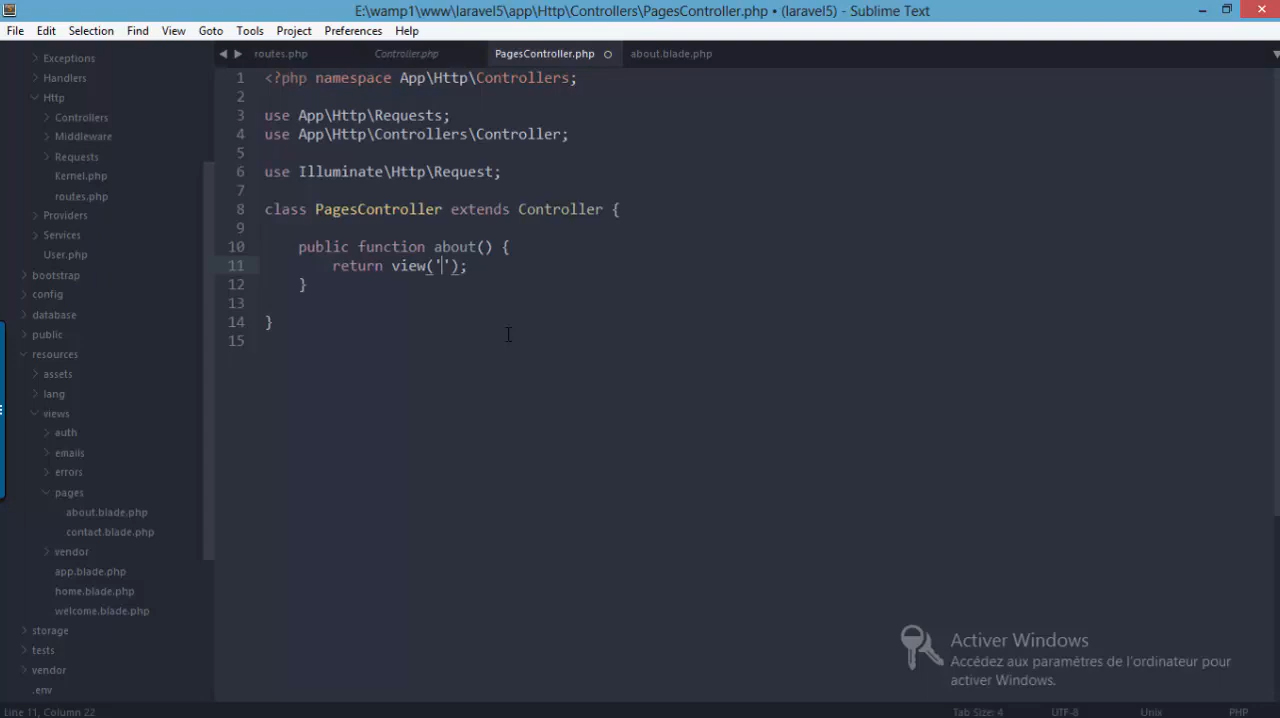 E:\wamp1\www\laravel5\app\Http\Controllers\PagesController.php • (laravel5) - Sublime Text
File Edit Selection Find View Goto Tools Project Preferences Help
routes.php Controller.php PagesController.php about.blade.php
Exceptions
Handlers
Http
Controllers
Middleware
Requests
Kernel.php
routes.php
Providers
Services
User.php
bootstrap
config
database
public
resources
assets
lang
views
auth
emails
errors
pages
about.blade.php
contact.blade.php
vendor
app.blade.php
home.blade.php
welcome.blade.php
storage
tests
vendor
.env
1 <?php namespace App\Http\Controllers;
2
3 use App\Http\Requests;
4 use App\Http\Controllers\Controller;
5
6 use Illuminate\Http\Request;
7
8 class PagesController extends Controller {
9
10 public function about() {
11 return view('');
12 }
13
14 }
15
Activer Windows
Accédez aux paramètres de l'ordinateur pour
activer Windows.
Line 11, Column 22 Tab Size: 4 UTF-8 Unix PHP